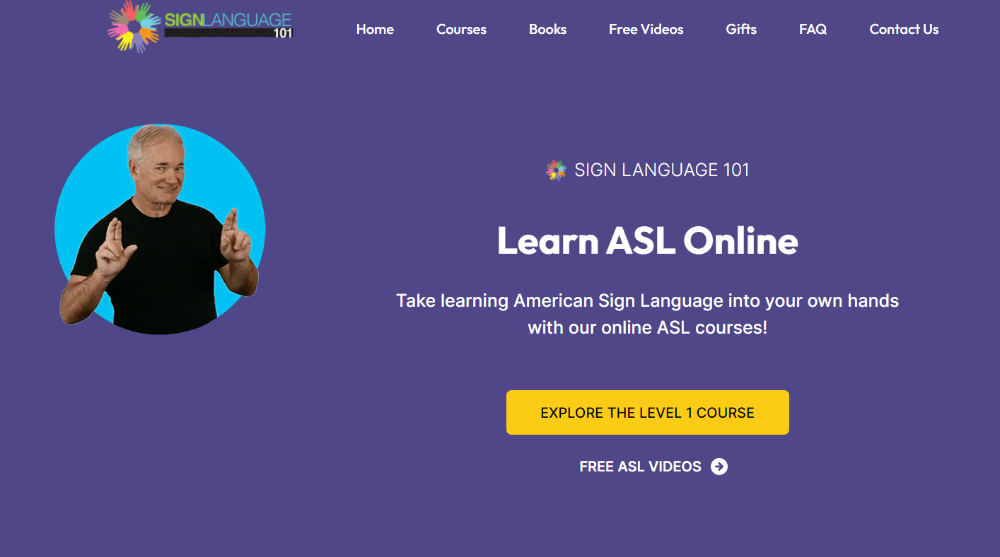 SIGNLANGUAGE
101
Home Courses Books Free Videos Gifts FAQ Contact Us
SIGN LANGUAGE 101
Learn ASL Online
Take learning American Sign Language into your own hands
with our online ASL courses!
EXPLORE THE LEVEL 1 COURSE
FREE ASL VIDEOS